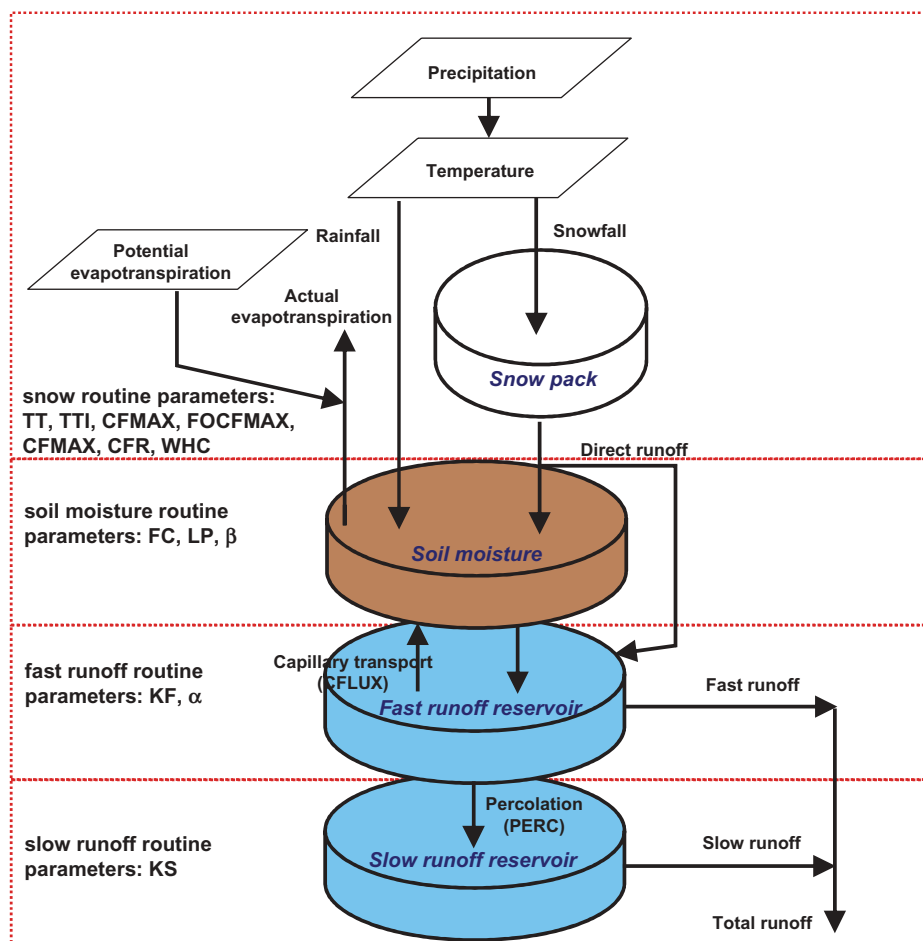 Precipitation
Temperature
Rainfall
Snowfall
Potential
evapotranspiration
Actual
evapotranspiration
Snow pack
snow routine parameters:
TT, TTI, CFMAX, FOCFMAX,
CFMAX, CFR, WHC
Direct runoff
soil moisture routine
parameters: FC, LP, β
Soil moisture
Capillary transport
(CFLUX)
fast runoff routine
parameters: KF, α
Fast runoff reservoir
Fast runoff
Percolation
(PERC)
slow runoff routine
parameters: KS
Slow runoff reservoir
Slow runoff
Total runoff